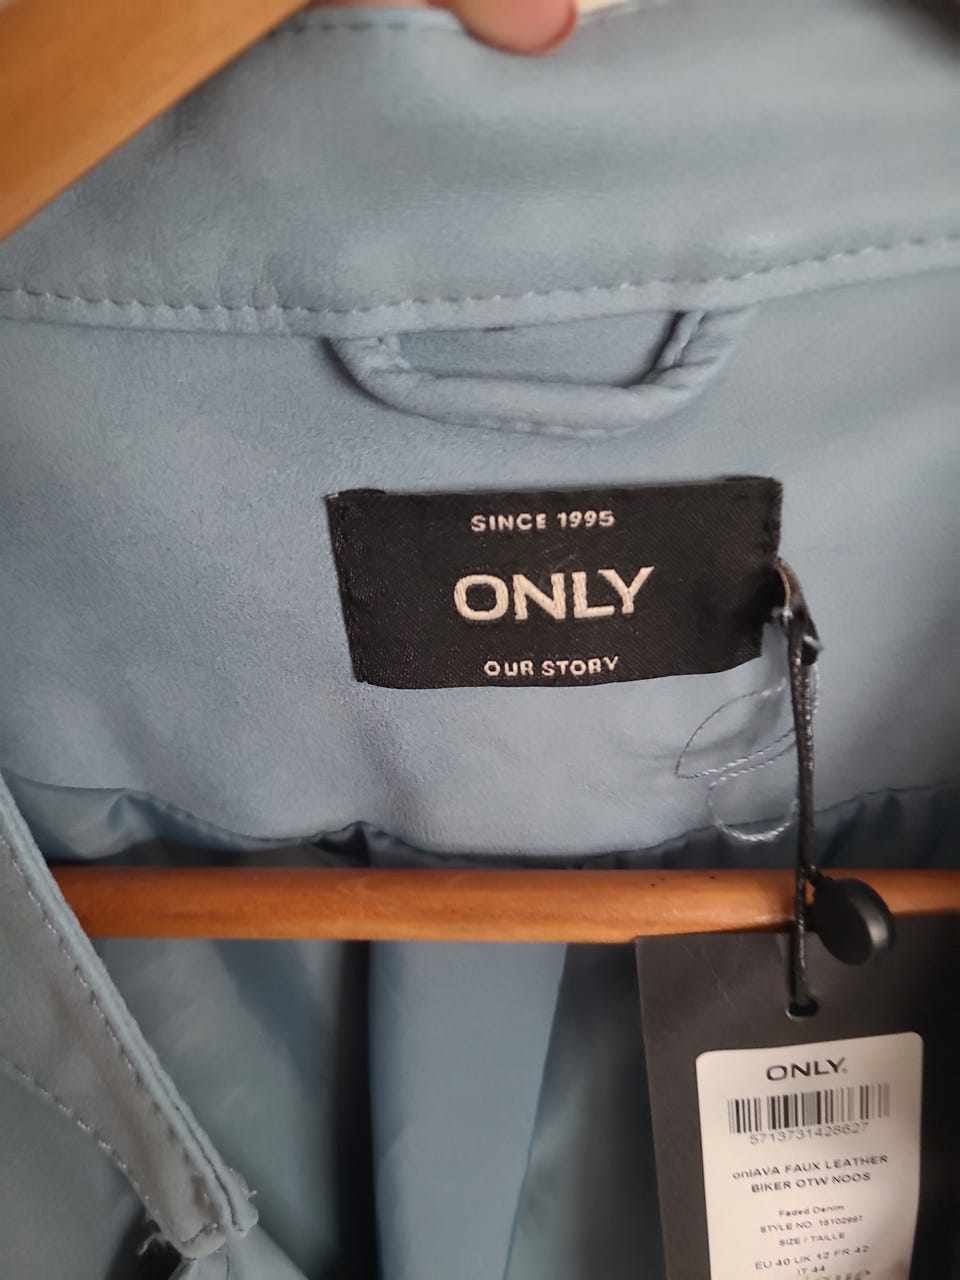 SINCE 1995
ONLY
OUR STORY
ONLY
5713731428627
onlAVA FAUX LEATHER
BIKER OTW NOOS
Faded Denim
STYLE NO. 15102997
SIZE / TAILLE
EU 40 UK 12 FR 42
IT 44